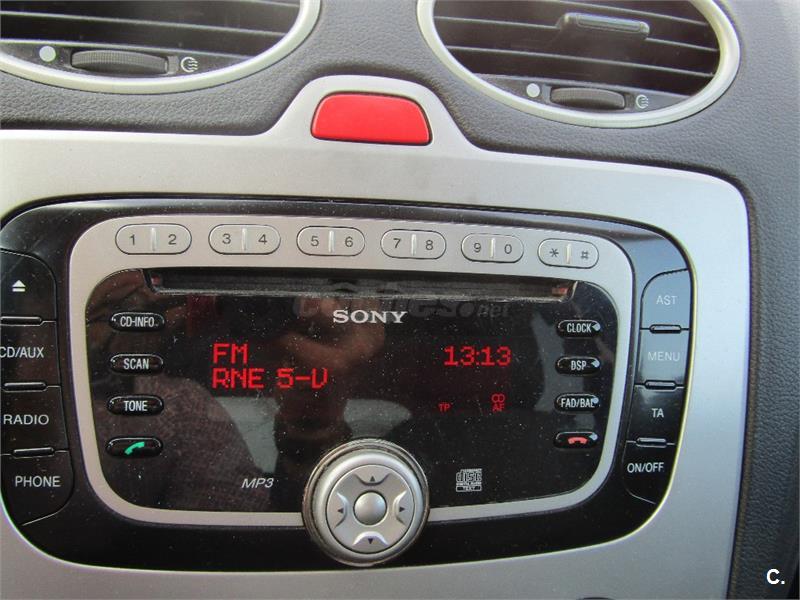 1 2 3 4 5 6 7 8 9 0 * #
SONY
CD-INFO
SCAN
TONE
CLOCK
DSP
FAD/BAL
FM 13:13
RNE 5-V
TP CD
AF
MP3
CD/AUX
RADIO
PHONE
AST
MENU
TA
ON/OFF
C.